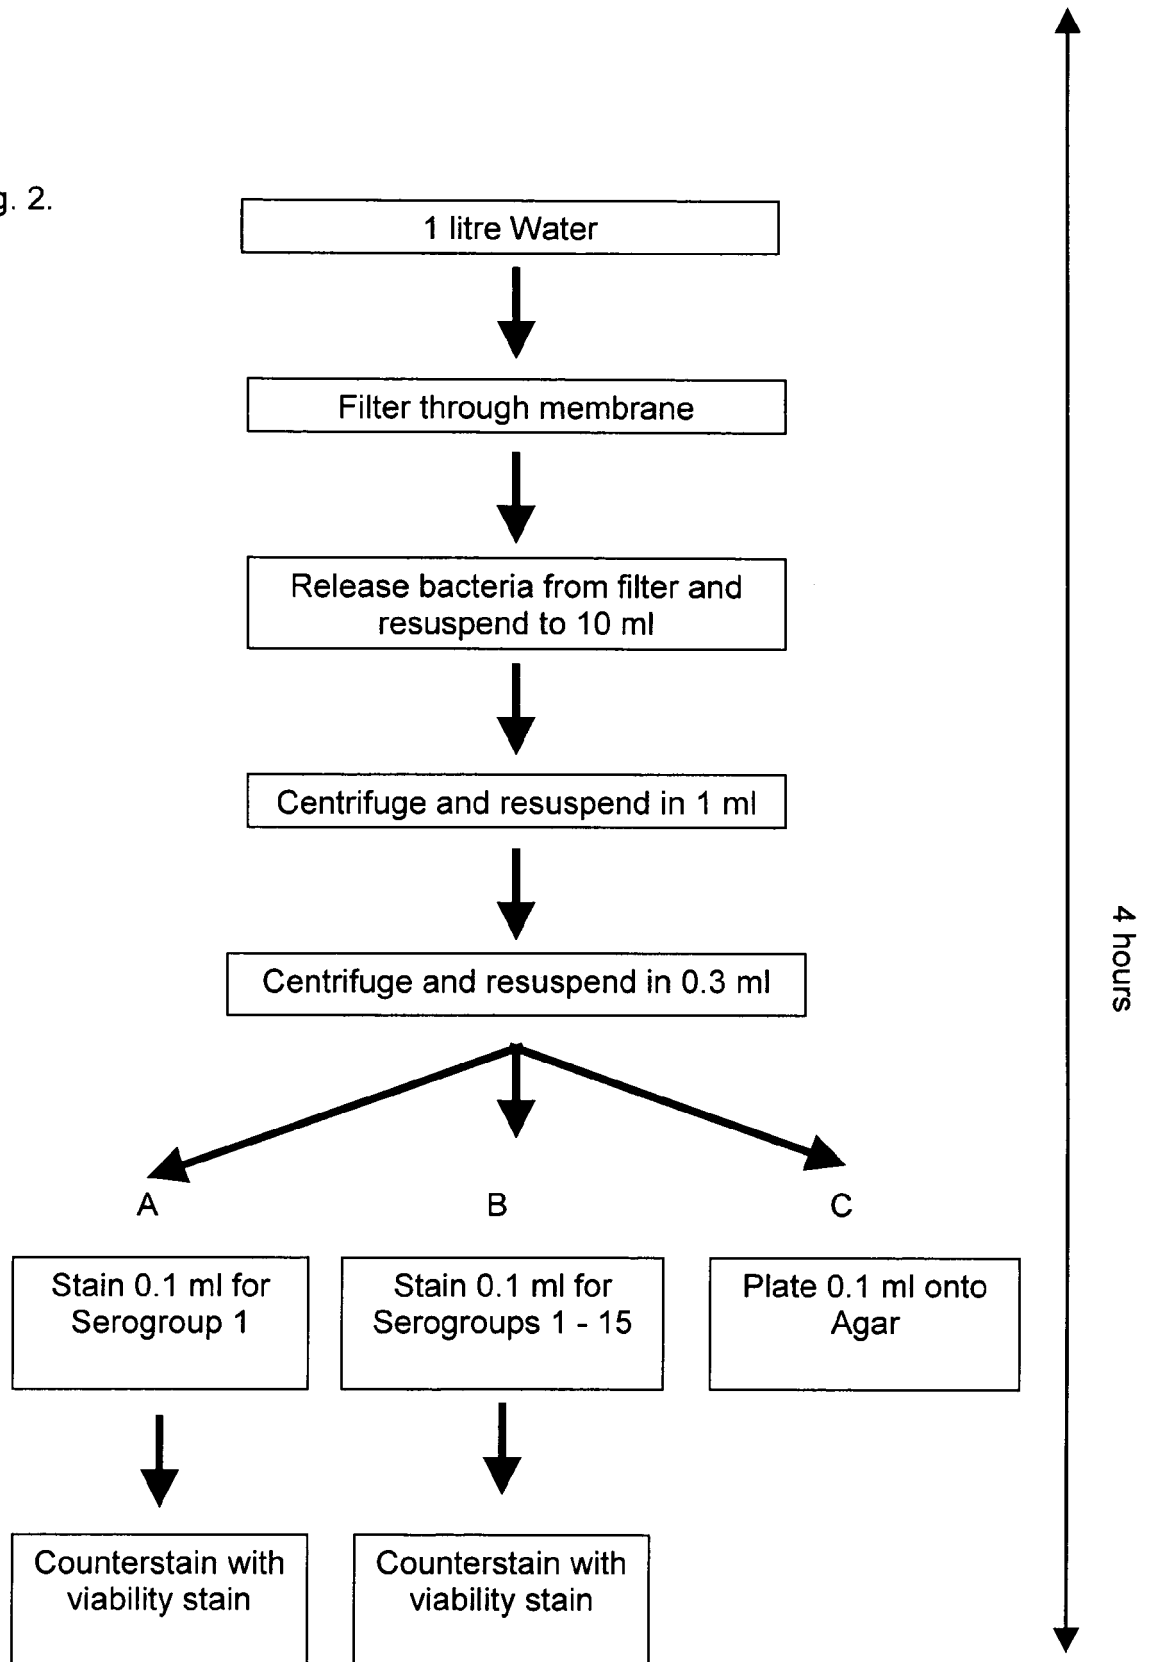 g. 2.
1 litre Water
Filter through membrane
Release bacteria from filter and
resuspend to 10 ml
Centrifuge and resuspend in 1 ml
Centrifuge and resuspend in 0.3 ml
4 hours
A
B
C
Stain 0.1 ml for
Serogroup 1
Stain 0.1 ml for
Serogroups 1 - 15
Plate 0.1 ml onto
Agar
Counterstain with
viability stain
Counterstain with
viability stain